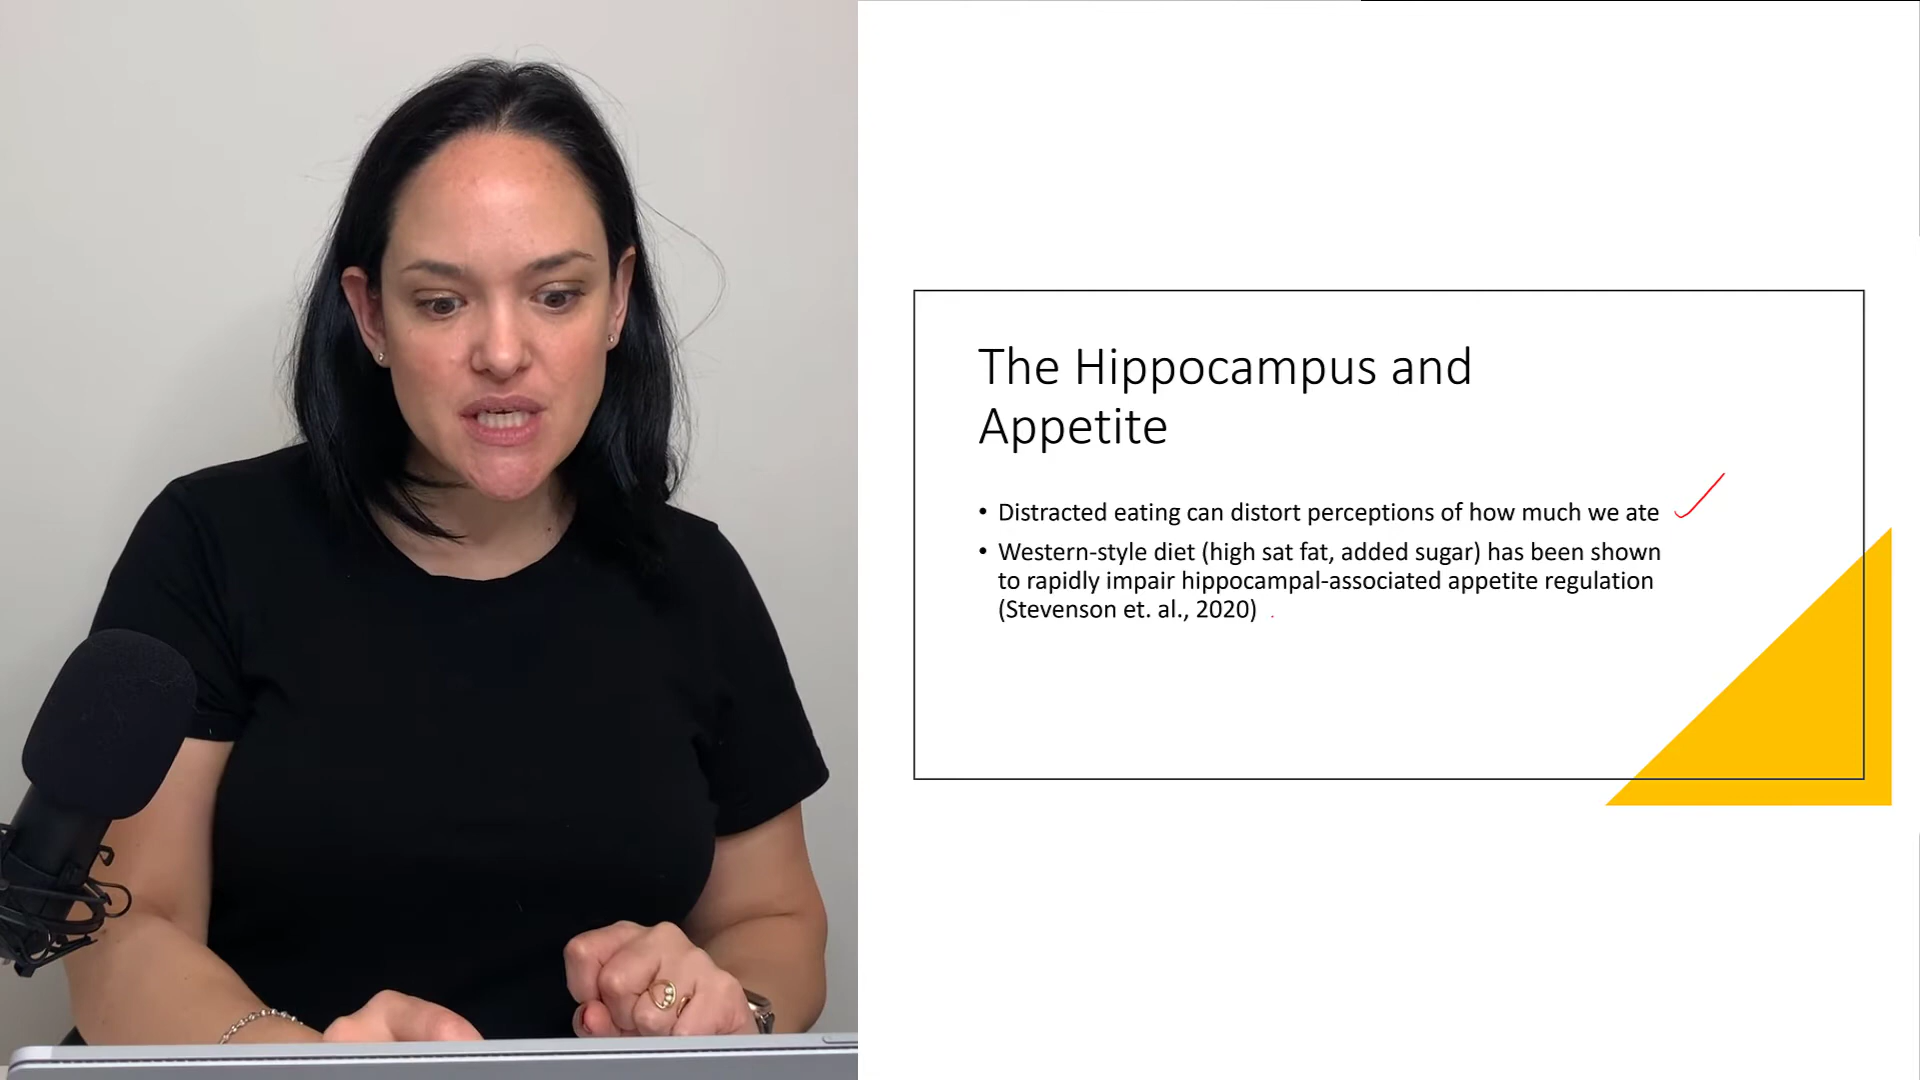 The Hippocampus and
Appetite
• Distracted eating can distort perceptions of how much we ate
• Western-style diet (high sat fat, added sugar) has been shown
to rapidly impair hippocampal-associated appetite regulation
(Stevenson et. al., 2020)